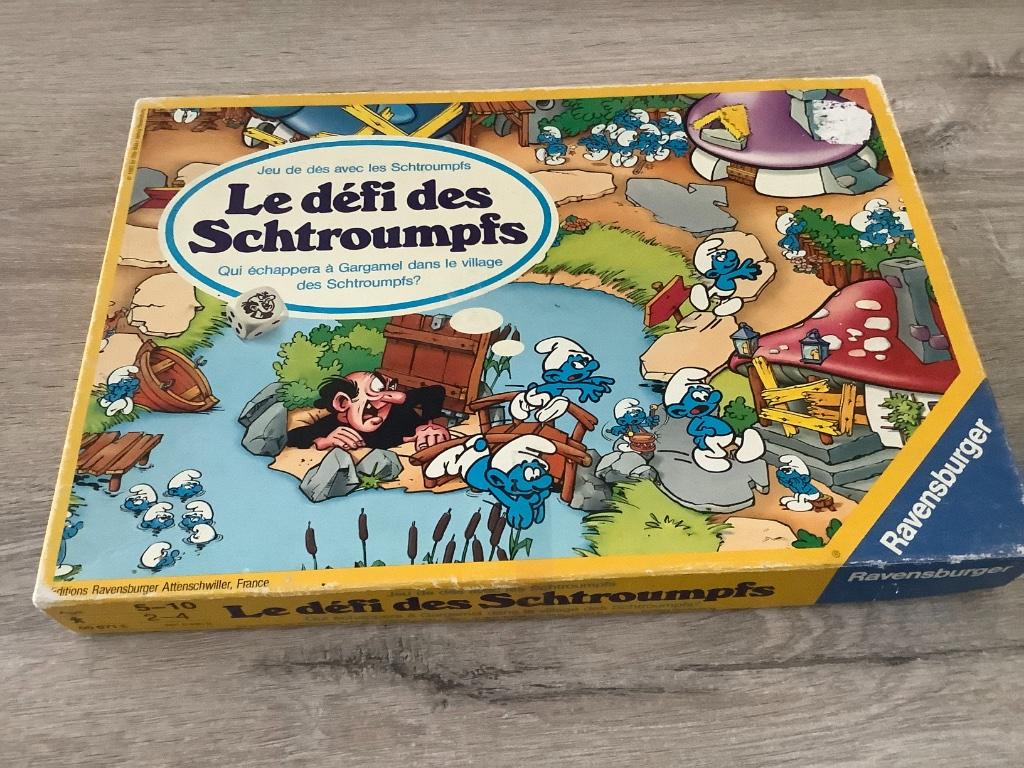 Jeu de dés avec les Schtroumpfs
Le défi des
Schtroumpfs
Qui échappera à Gargamel dans le village
des Schtroumpfs?
Ravensburger
®
ditions Ravensburger Attenschwiller, France
5–10
2–4
Le défi des Schtroumpfs
Ravensburger